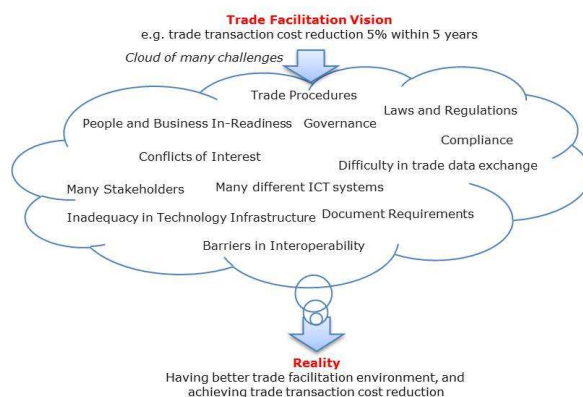 Trade Facilitation Vision
e.g. trade transaction cost reduction 5% within 5 years
Cloud of many challenges
Trade Procedures
Laws and Regulations
People and Business In-Readiness
Governance
Compliance
Conflicts of Interest
Difficulty in trade data exchange
Many Stakeholders
Many different ICT systems
Inadequacy in Technology Infrastructure
Document Requirements
Barriers in Interoperability
Reality
Having better trade facilitation environment, and
achieving trade transaction cost reduction